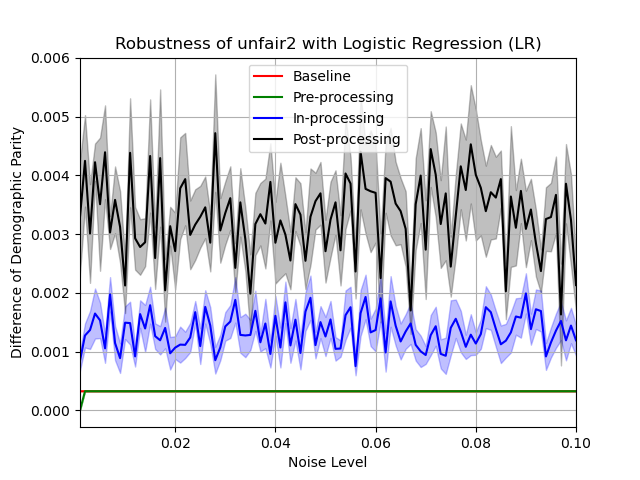 Robustness of unfair2 with Logistic Regression (LR)
Difference of Demographic Parity
0.006
0.005
0.004
0.003
0.002
0.001
0.000
Baseline
Pre-processing
In-processing
Post-processing
0.02 0.04 0.06 0.08 0.10
Noise Level